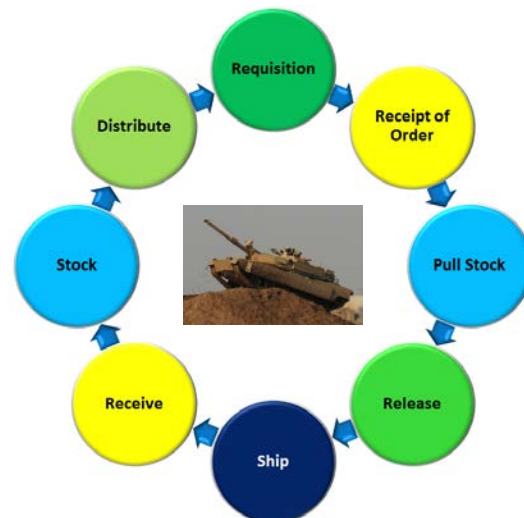 Requisition
Receipt of
Order
Pull Stock
Release
Ship
Receive
Stock
Distribute